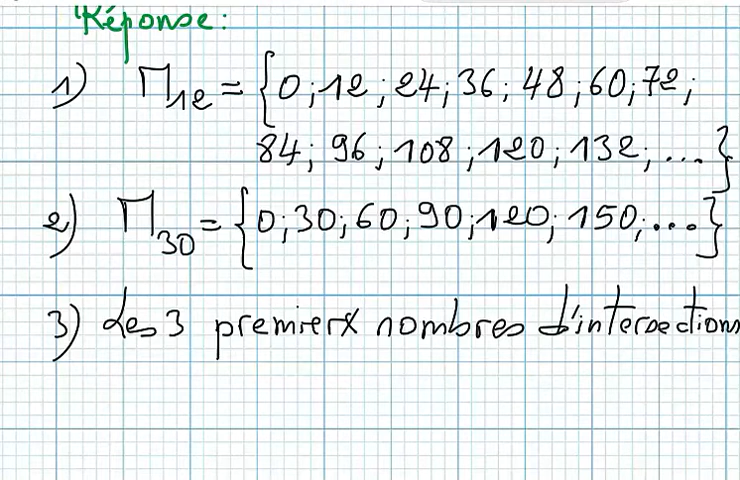 Réponse:
1) M₁₂ = {0; 12; 24; 36; 48; 60; 72;
84; 96; 108; 120; 132; ...}
2) M₃₀ = {0; 30; 60; 90; 120; 150; ...}
3) Les 3 premiers nombres d'intersections